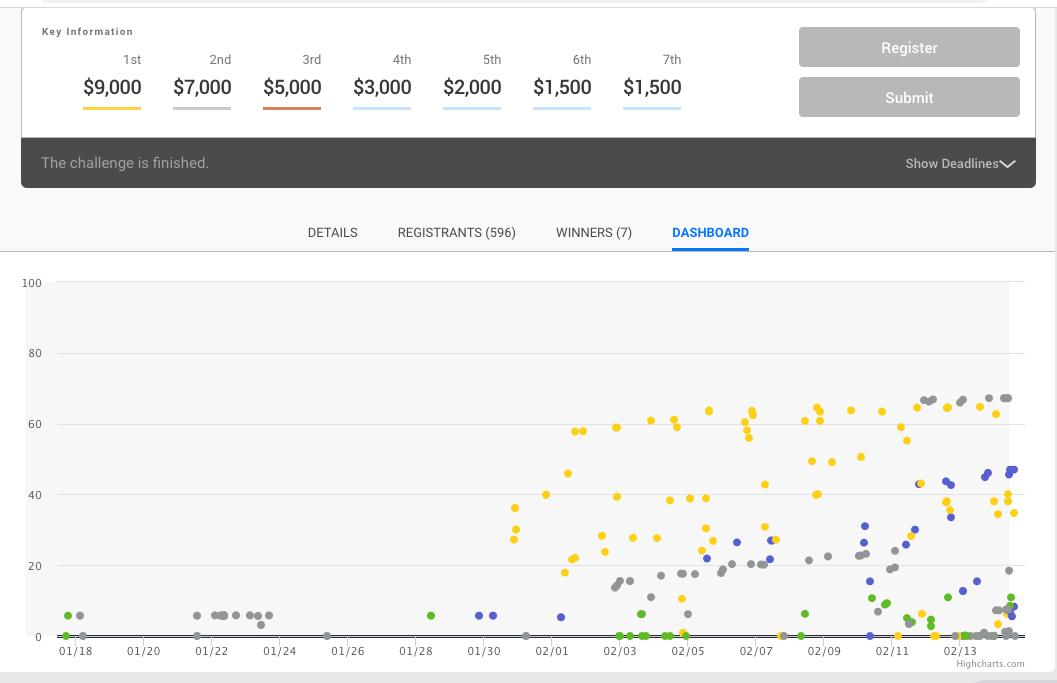 Key Information
1st 2nd 3rd 4th 5th 6th 7th
$9,000 $7,000 $5,000 $3,000 $2,000 $1,500 $1,500
Register
Submit
The challenge is finished.
Show Deadlines
DETAILS REGISTRANTS (596) WINNERS (7) DASHBOARD
100
80
60
40
20
0
01/18 01/20 01/22 01/24 01/26 01/28 01/30 02/01 02/03 02/05 02/07 02/09 02/11 02/13
Highcharts.com